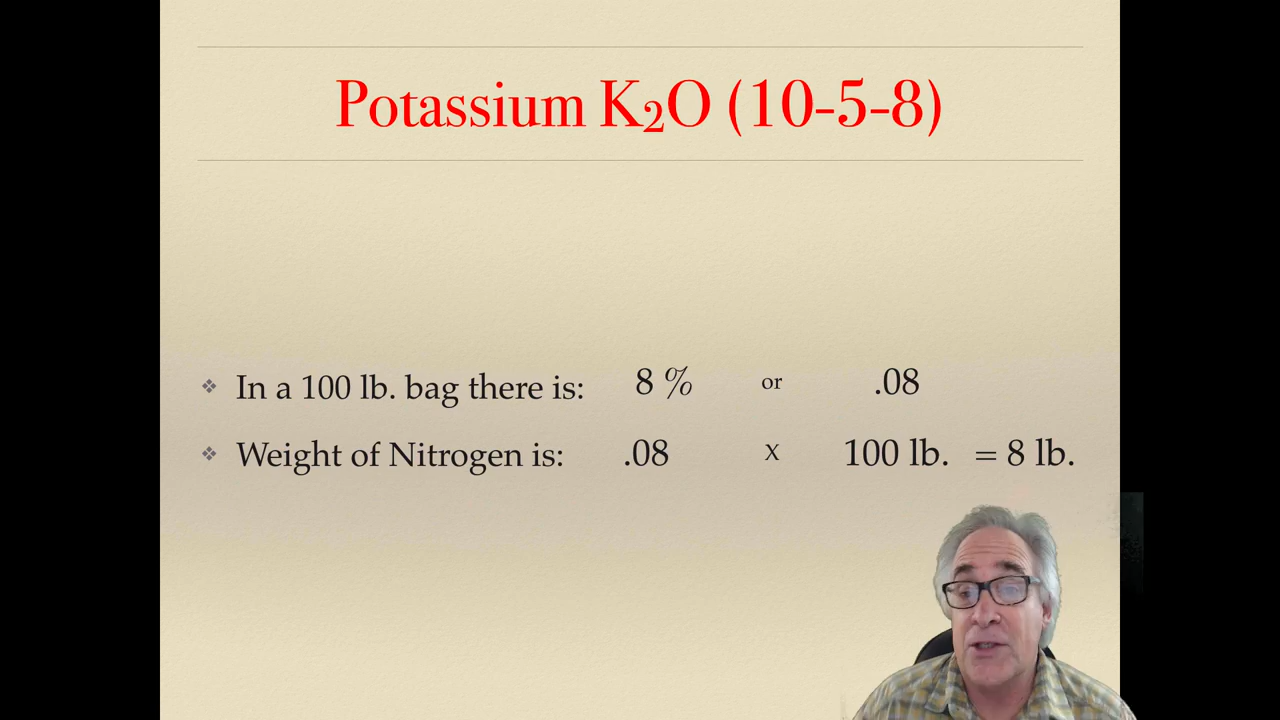 Potassium K₂O (10-5-8)
❖ In a 100 lb. bag there is: 8 % or .08
❖ Weight of Nitrogen is: .08 X 100 lb. = 8 lb.